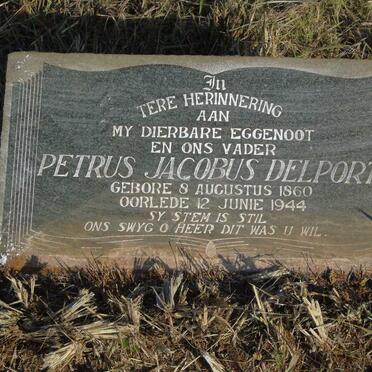 In
TERE HERINNERING
AAN
MY DIERBARE EGGENOOT
EN ONS VADER
PETRUS JACOBUS DELPORT
GEBORE 8 AUGUSTUS 1860
OORLEDE 12 JUNIE 1944
SY STEM IS STIL
ONS SWYG O HEER DIT WAS U WIL.